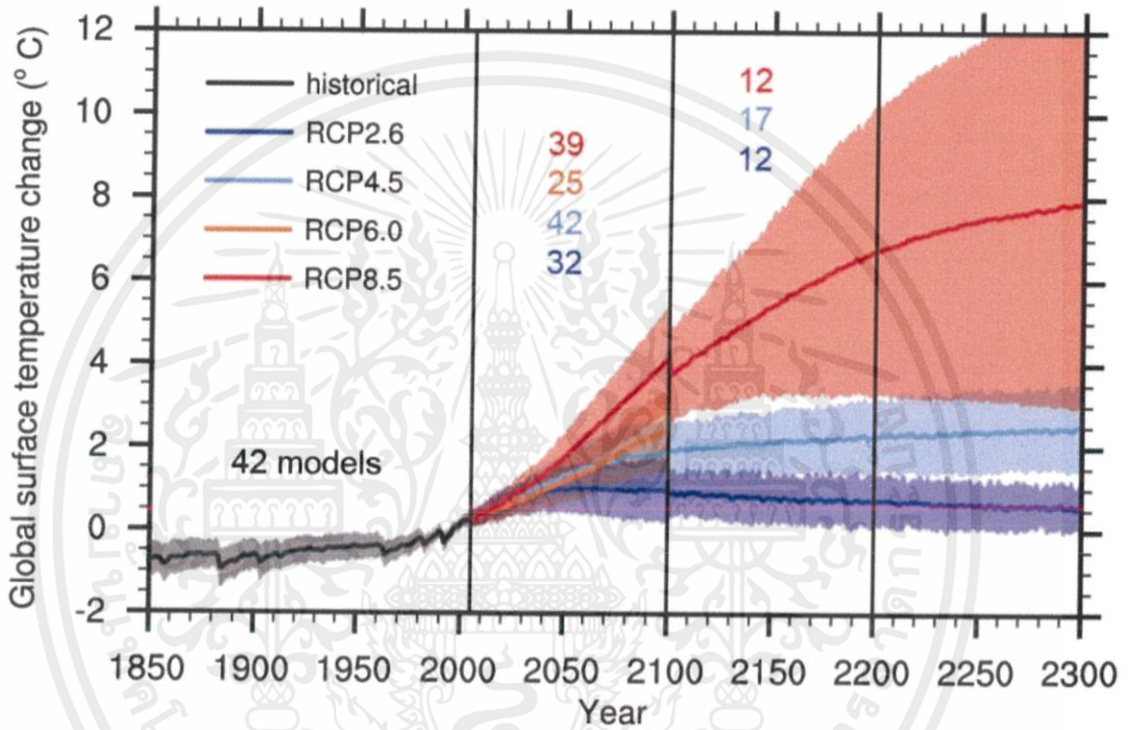 Global surface temperature change (° C)
12
10
8
6
4
2
0
-2
historical
RCP2.6
RCP4.5
RCP6.0
RCP8.5
42 models
39
25
42
32
12
17
12
1850 1900 1950 2000 2050 2100 2150 2200 2250 2300
Year